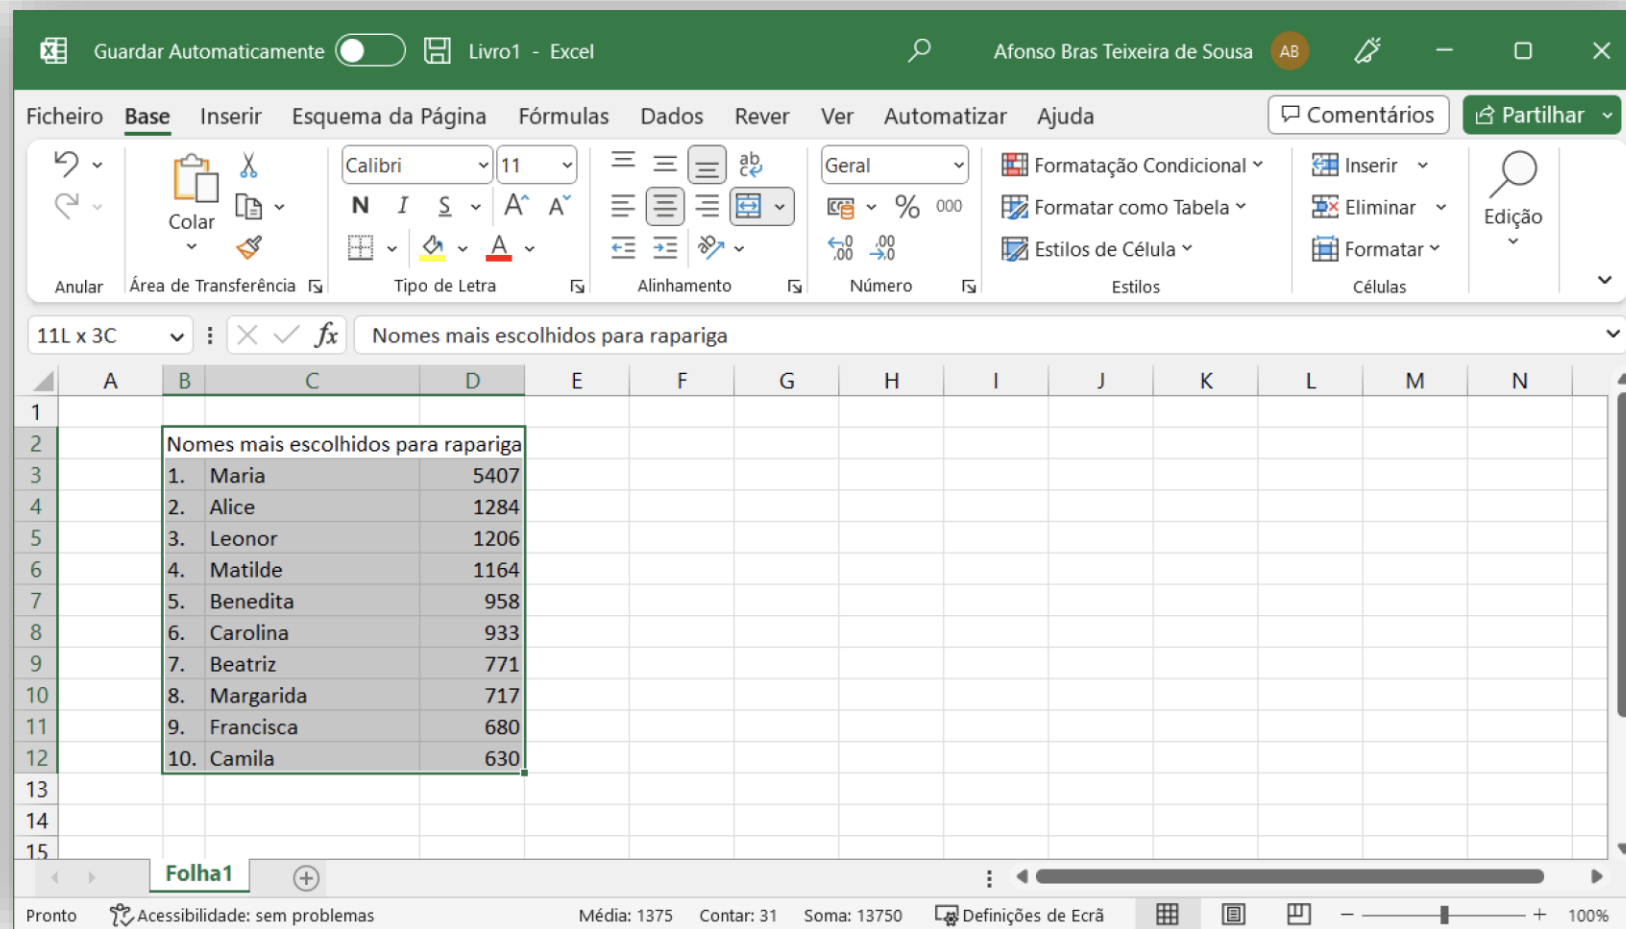 Guardar Automaticamente Livro1 - Excel Afonso Bras Teixeira de Sousa AB
Ficheiro Base Inserir Esquema da Página Fórmulas Dados Rever Ver Automatizar Ajuda Comentários Partilhar
Colar
Calibri 11
N I S A A
A
ab
Geral
% 000
Formatação Condicional
Formatar como Tabela
Estilos de Célula
Inserir
Eliminar
Formatar
Edição
Anular Área de Transferência Tipo de Letra Alinhamento Número Estilos Células
11L x 3C fx Nomes mais escolhidos para rapariga
A B C D E F G H I J K L M N
1
2 Nomes mais escolhidos para rapariga
3 1. Maria 5407
4 2. Alice 1284
5 3. Leonor 1206
6 4. Matilde 1164
7 5. Benedita 958
8 6. Carolina 933
9 7. Beatriz 771
10 8. Margarida 717
11 9. Francisca 680
12 10. Camila 630
13
14
15
Folha1
Pronto Acessibilidade: sem problemas Média: 1375 Contar: 31 Soma: 13750 Definições de Ecrã 100%